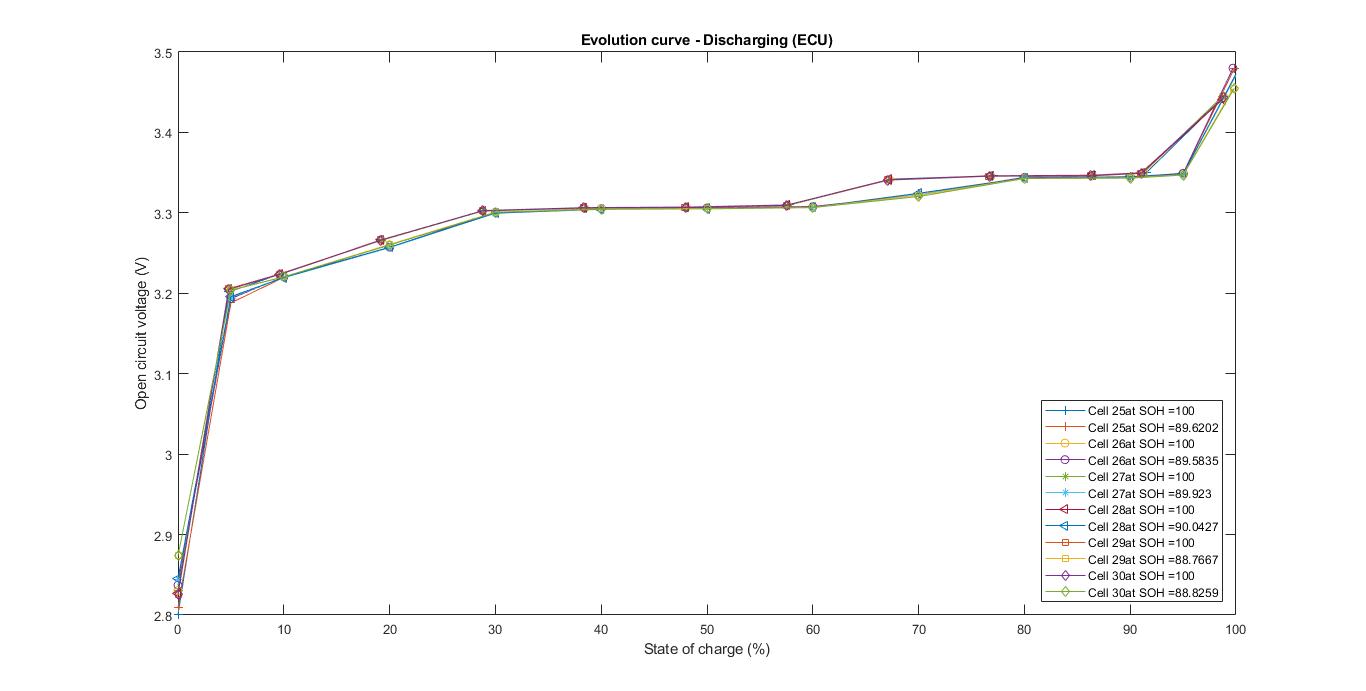 Evolution curve - Discharging (ECU)
3.5
3.4
3.3
3.2
3.1
3
2.9
2.8
Open circuit voltage (V)
0 10 20 30 40 50 60 70 80 90 100
State of charge (%)
Cell 25at SOH =100
Cell 25at SOH =89.6202
Cell 26at SOH =100
Cell 26at SOH =89.5835
Cell 27at SOH =100
Cell 27at SOH =89.923
Cell 28at SOH =100
Cell 28at SOH =90.0427
Cell 29at SOH =100
Cell 29at SOH =88.7667
Cell 30at SOH =100
Cell 30at SOH =88.8259